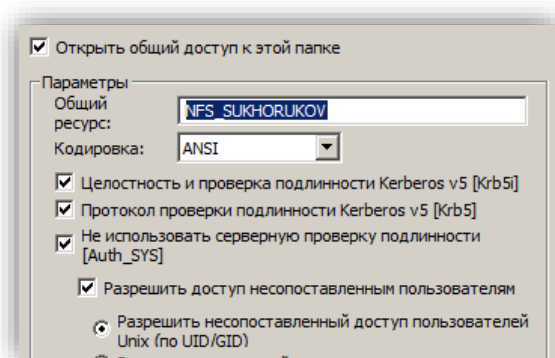 Открыть общий доступ к этой папке
Параметры
Общий
ресурс:
NFS_SUKHORUKOV
Кодировка:
ANSI
Целостность и проверка подлинности Kerberos v5 [Krb5i]
Протокол проверки подлинности Kerberos v5 [Krb5]
Не использовать серверную проверку подлинности
[Auth_SYS]
Разрешить доступ несопоставленным пользователям
Разрешить несопоставленный доступ пользователей
Unix (по UID/GID)